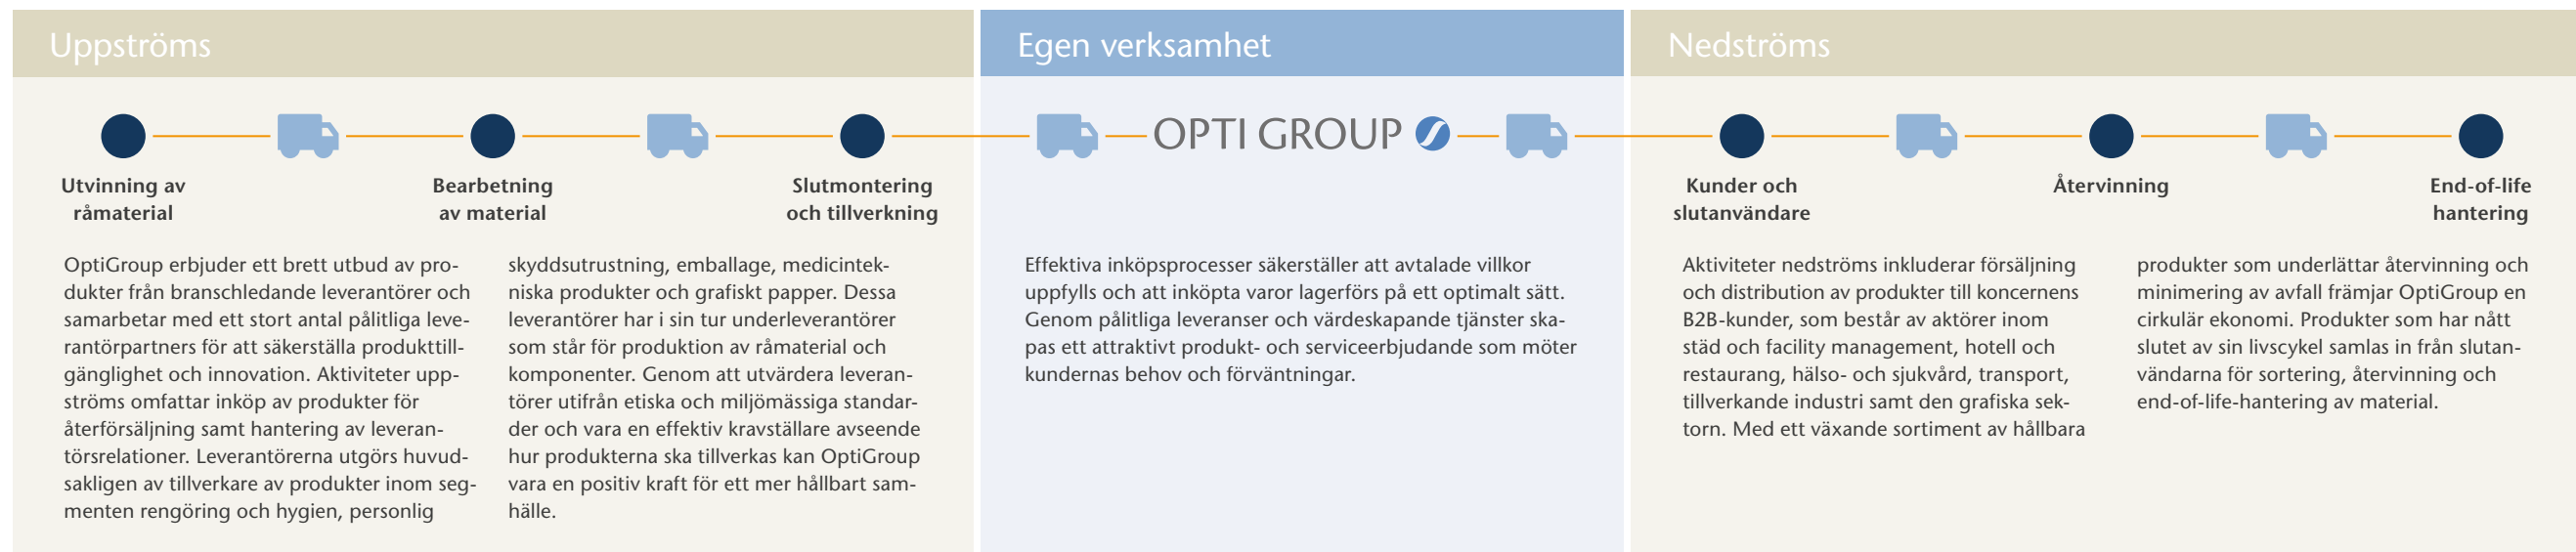 Uppströms
Utvinning av
råmaterial
Bearbetning
av material
Slutmontering
och tillverkning
OptiGroup erbjuder ett brett utbud av pro-
dukter från branschledande leverantörer och
samarbetar med ett stort antal pålitliga leve-
rantörpartners för att säkerställa produkttill-
gänglighet och innovation. Aktiviteter upp-
ströms omfattar inköp av produkter för
återförsäljning samt hantering av leveran-
törsrelationer. Leverantörerna utgörs huvud-
sakligen av tillverkare av produkter inom seg-
menten rengöring och hygien, personlig
skyddsutrustning, emballage, medicintek-
niska produkter och grafiskt papper. Dessa
leverantörer har i sin tur underleverantörer
som står för produktion av råmaterial och
komponenter. Genom att utvärdera leveran-
törer utifrån etiska och miljömässiga standar-
der och vara en effektiv kravställare avseende
hur produkterna ska tillverkas kan OptiGroup
vara en positiv kraft för ett mer hållbart sam-
hälle.
Egen verksamhet
OPTI GROUP
Effektiva inköpsprocesser säkerställer att avtalade villkor
uppfylls och att inköpta varor lagerförs på ett optimalt sätt.
Genom pålitliga leveranser och värdeskapande tjänster ska-
pas ett attraktivt produkt- och serviceerbjudande som möter
kundernas behov och förväntningar.
Nedströms
Kunder och
slutanvändare
Återvinning
End-of-life
hantering
Aktiviteter nedströms inkluderar försäljning
och distribution av produkter till koncernens
B2B-kunder, som består av aktörer inom
städ och facility management, hotell och
restaurang, hälso- och sjukvård, transport,
tillverkande industri samt den grafiska sek-
torn. Med ett växande sortiment av hållbara
produkter som underlättar återvinning och
minimering av avfall främjar OptiGroup en
cirkulär ekonomi. Produkter som har nått
slutet av sin livscykel samlas in från slutan-
vändarna för sortering, återvinning och
end-of-life-hantering av material.